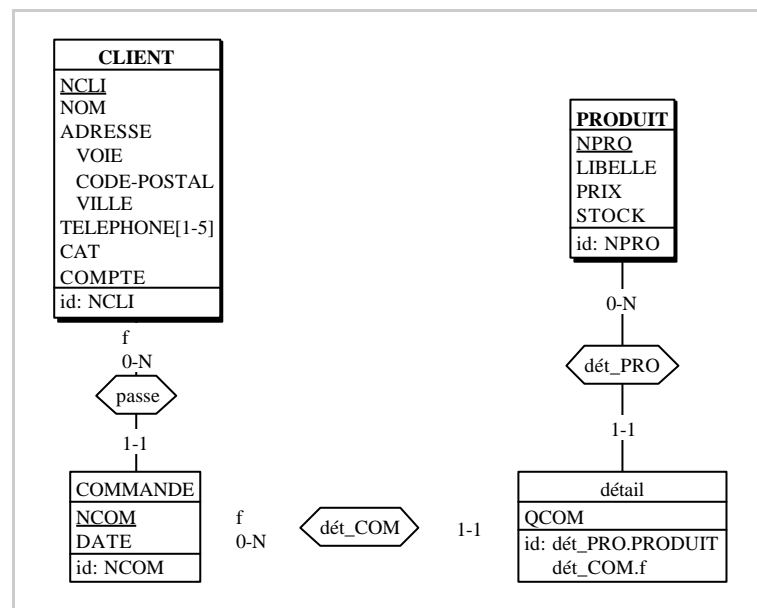 CLIENT
NCLI
NOM
ADRESSE
VOIE
CODE-POSTAL
VILLE
TELEPHONE[1-5]
CAT
COMPTE
id: NCLI
f
0-N
passe
1-1
COMMANDE
NCOM
DATE
id: NCOM
f
0-N
dét_COM
1-1
PRODUIT
NPRO
LIBELLE
PRIX
STOCK
id: NPRO
0-N
dét_PRO
1-1
détail
QCOM
id: dét_PRO.PRODUIT
dét_COM.f